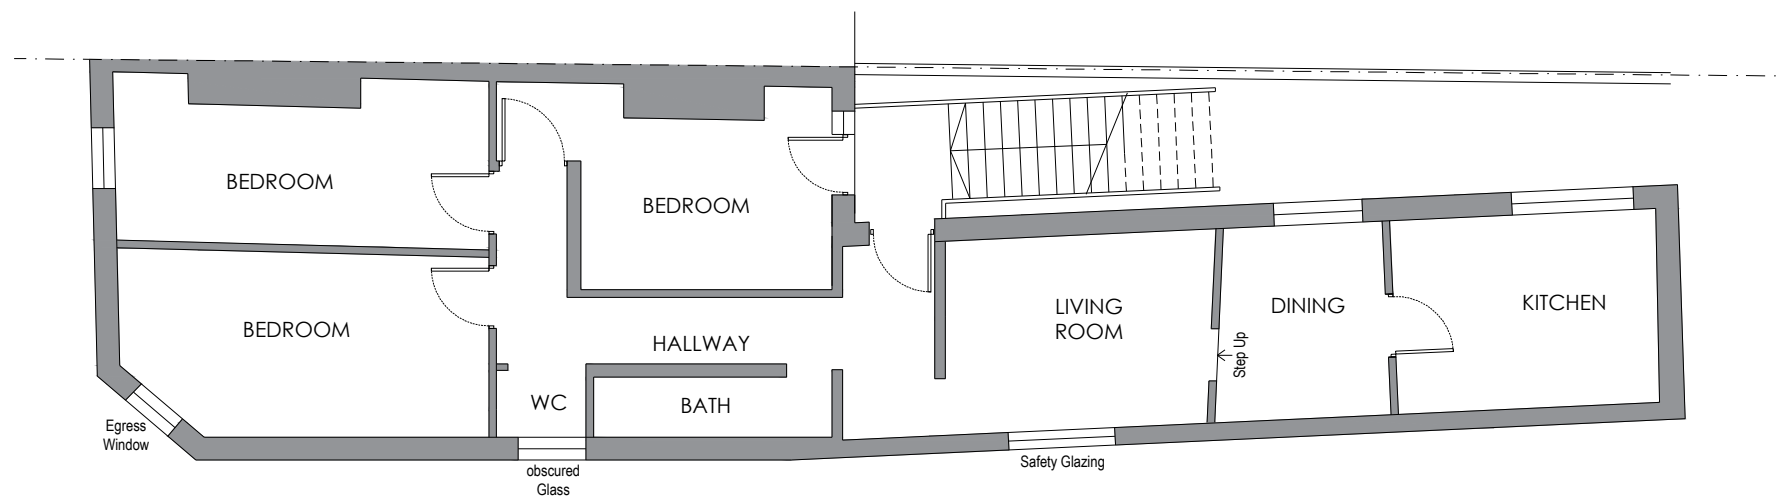 BEDROOM
BEDROOM
BEDROOM
LIVING
ROOM
DINING
KITCHEN
HALLWAY
Step Up
WC
BATH
Egress
Window
obscured
Glass
Safety Glazing